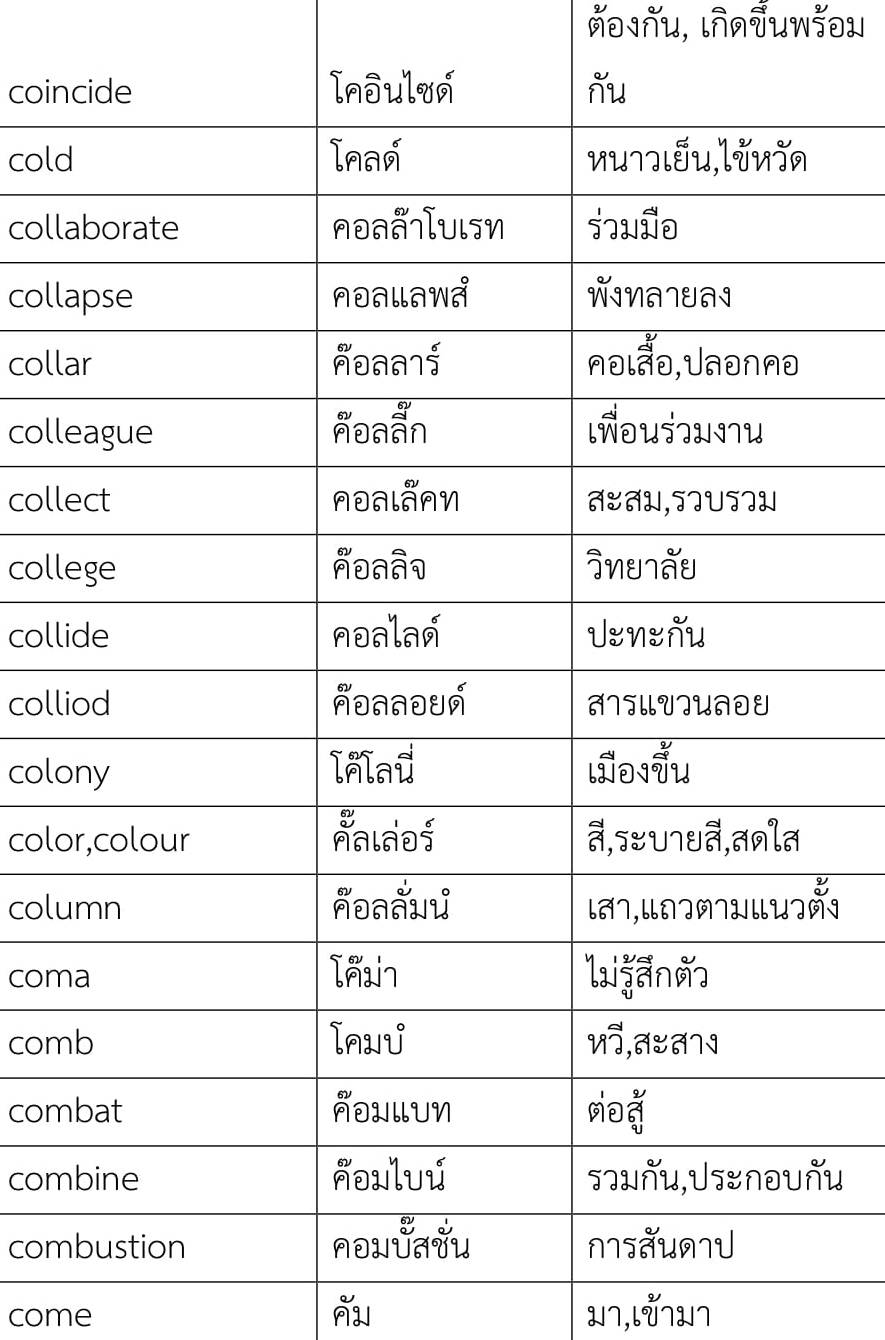 ต้องกัน, เกิดขึ้นพร้อม
coincide โคอินไซด์ กัน
cold โคลด์ หนาวเย็น,ไข้หวัด
collaborate คอลล๊าโบเรท ร่วมมือ
collapse คอลแลพสํ พังทลายลง
collar ค๊อลลาร์ คอเสื้อ,ปลอกคอ
colleague ค๊อลลี๊ก เพื่อนร่วมงาน
collect คอลเล๊คท สะสม,รวบรวม
college ค๊อลลิจ วิทยาลัย
collide คอลไลด์ ปะทะกัน
colliod ค๊อลลอยด์ สารแขวนลอย
colony โค๊โลนี่ เมืองขึ้น
color,colour คั๊ลเล่อร์ สี,ระบายสี,สดใส
column ค๊อลลั่มนํ เสา,แถวตามแนวตั้ง
coma โค๊ม่า ไม่รู้สึกตัว
comb โคมบํ หวี,สะสาง
combat ค๊อมแบท ต่อสู้
combine ค๊อมไบน์ รวมกัน,ประกอบกัน
combustion คอมบั๊สชั่น การสันดาป
come คัม มา,เข้ามา